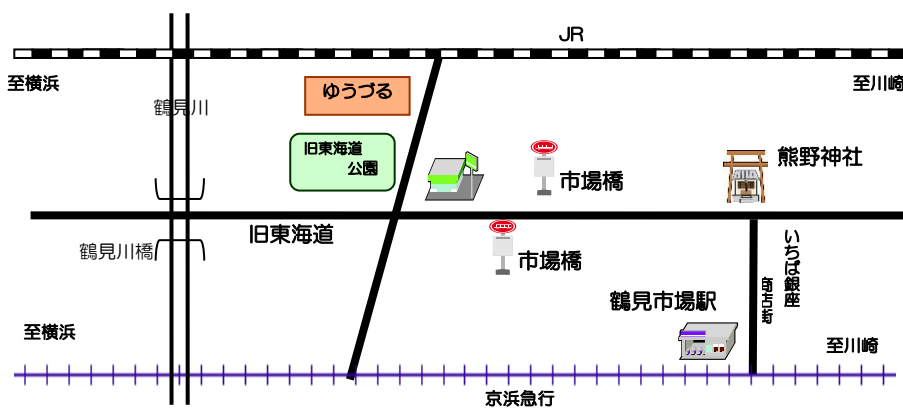 JR
至横浜
至川崎
ゆうづる
鶴見川
旧東海道
公園
市場橋
熊野神社
旧東海道
鶴見川橋
市場橋
いちば銀座
商店街
鶴見市場駅
至横浜
至川崎
京浜急行